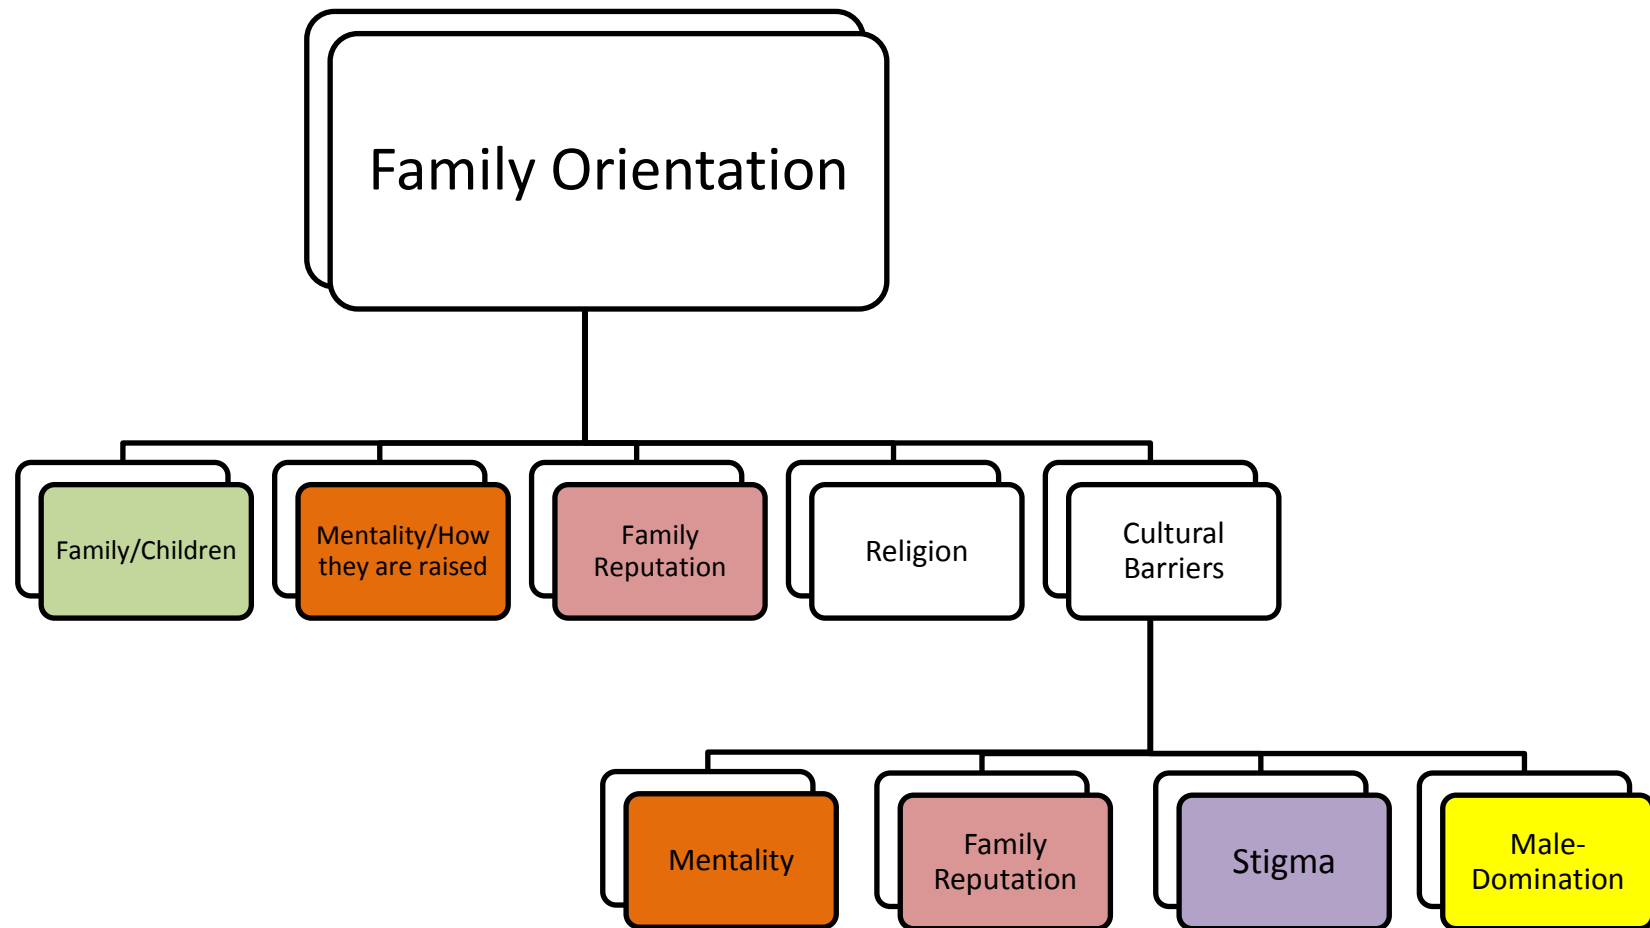 Family Orientation
Family/Children
Mentality/How
they are raised
Family
Reputation
Religion
Cultural
Barriers
Mentality
Family
Reputation
Stigma
Male-
Domination